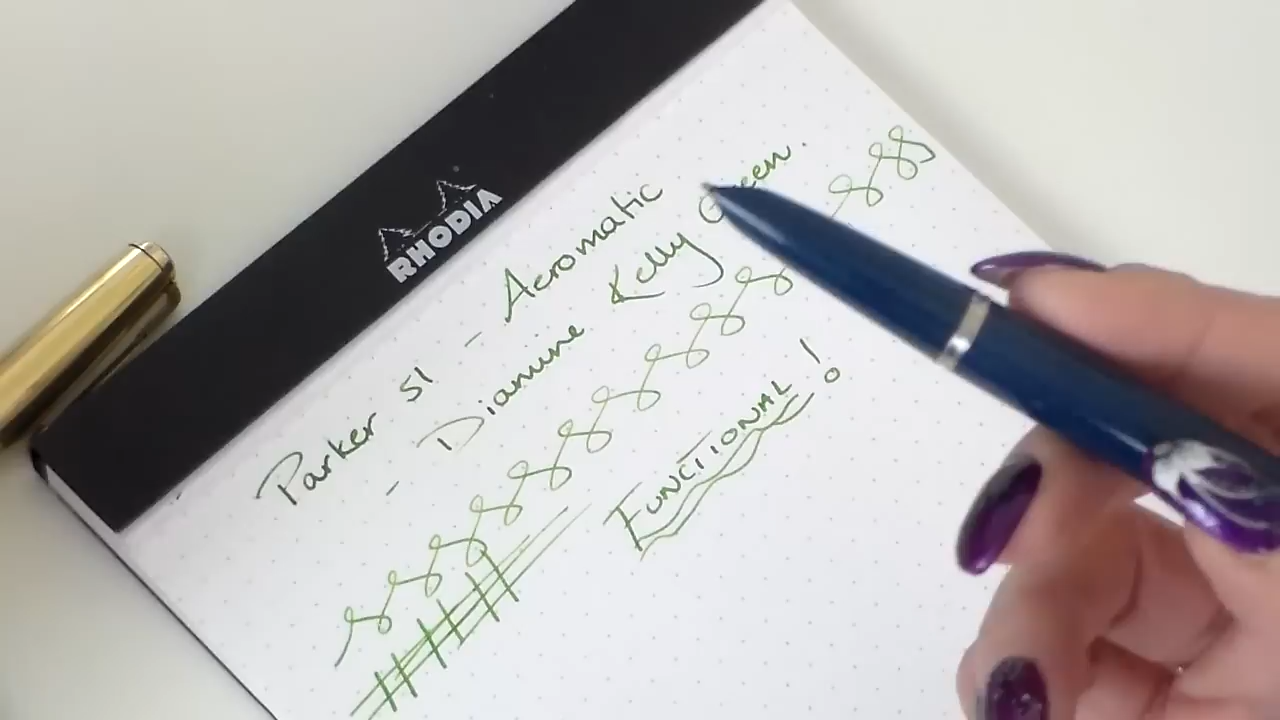 RHODIA
Parker 51 - Aeromatic
- Diamine Kelly Green.
FUNCTIONAL!